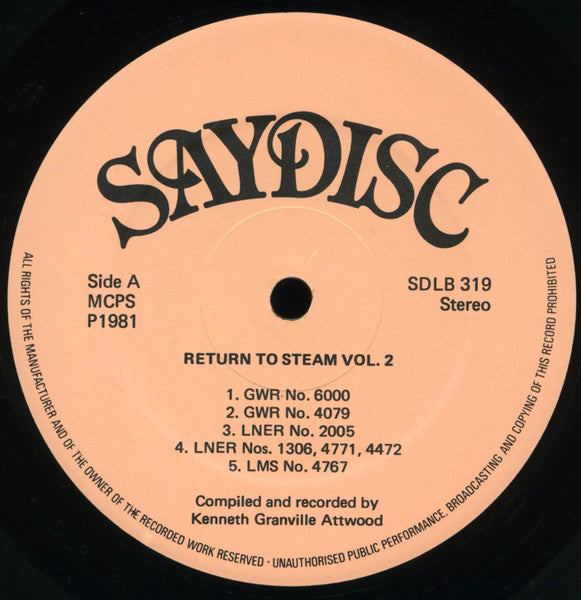 SAYDISC
Side A
MCPS
P1981
SDLB 319
Stereo
RETURN TO STEAM VOL. 2
1. GWR No. 6000
2. GWR No. 4079
3. LNER No. 2005
4. LNER Nos. 1306, 4771, 4472
5. LMS No. 4767
Compiled and recorded by
Kenneth Granville Attwood
ALL RIGHTS OF THE MANUFACTURER AND OF THE OWNER OF THE RECORDED WORK RESERVED · UNAUTHORISED PUBLIC PERFORMANCE, BROADCASTING AND COPYING OF THIS RECORD PROHIBITED